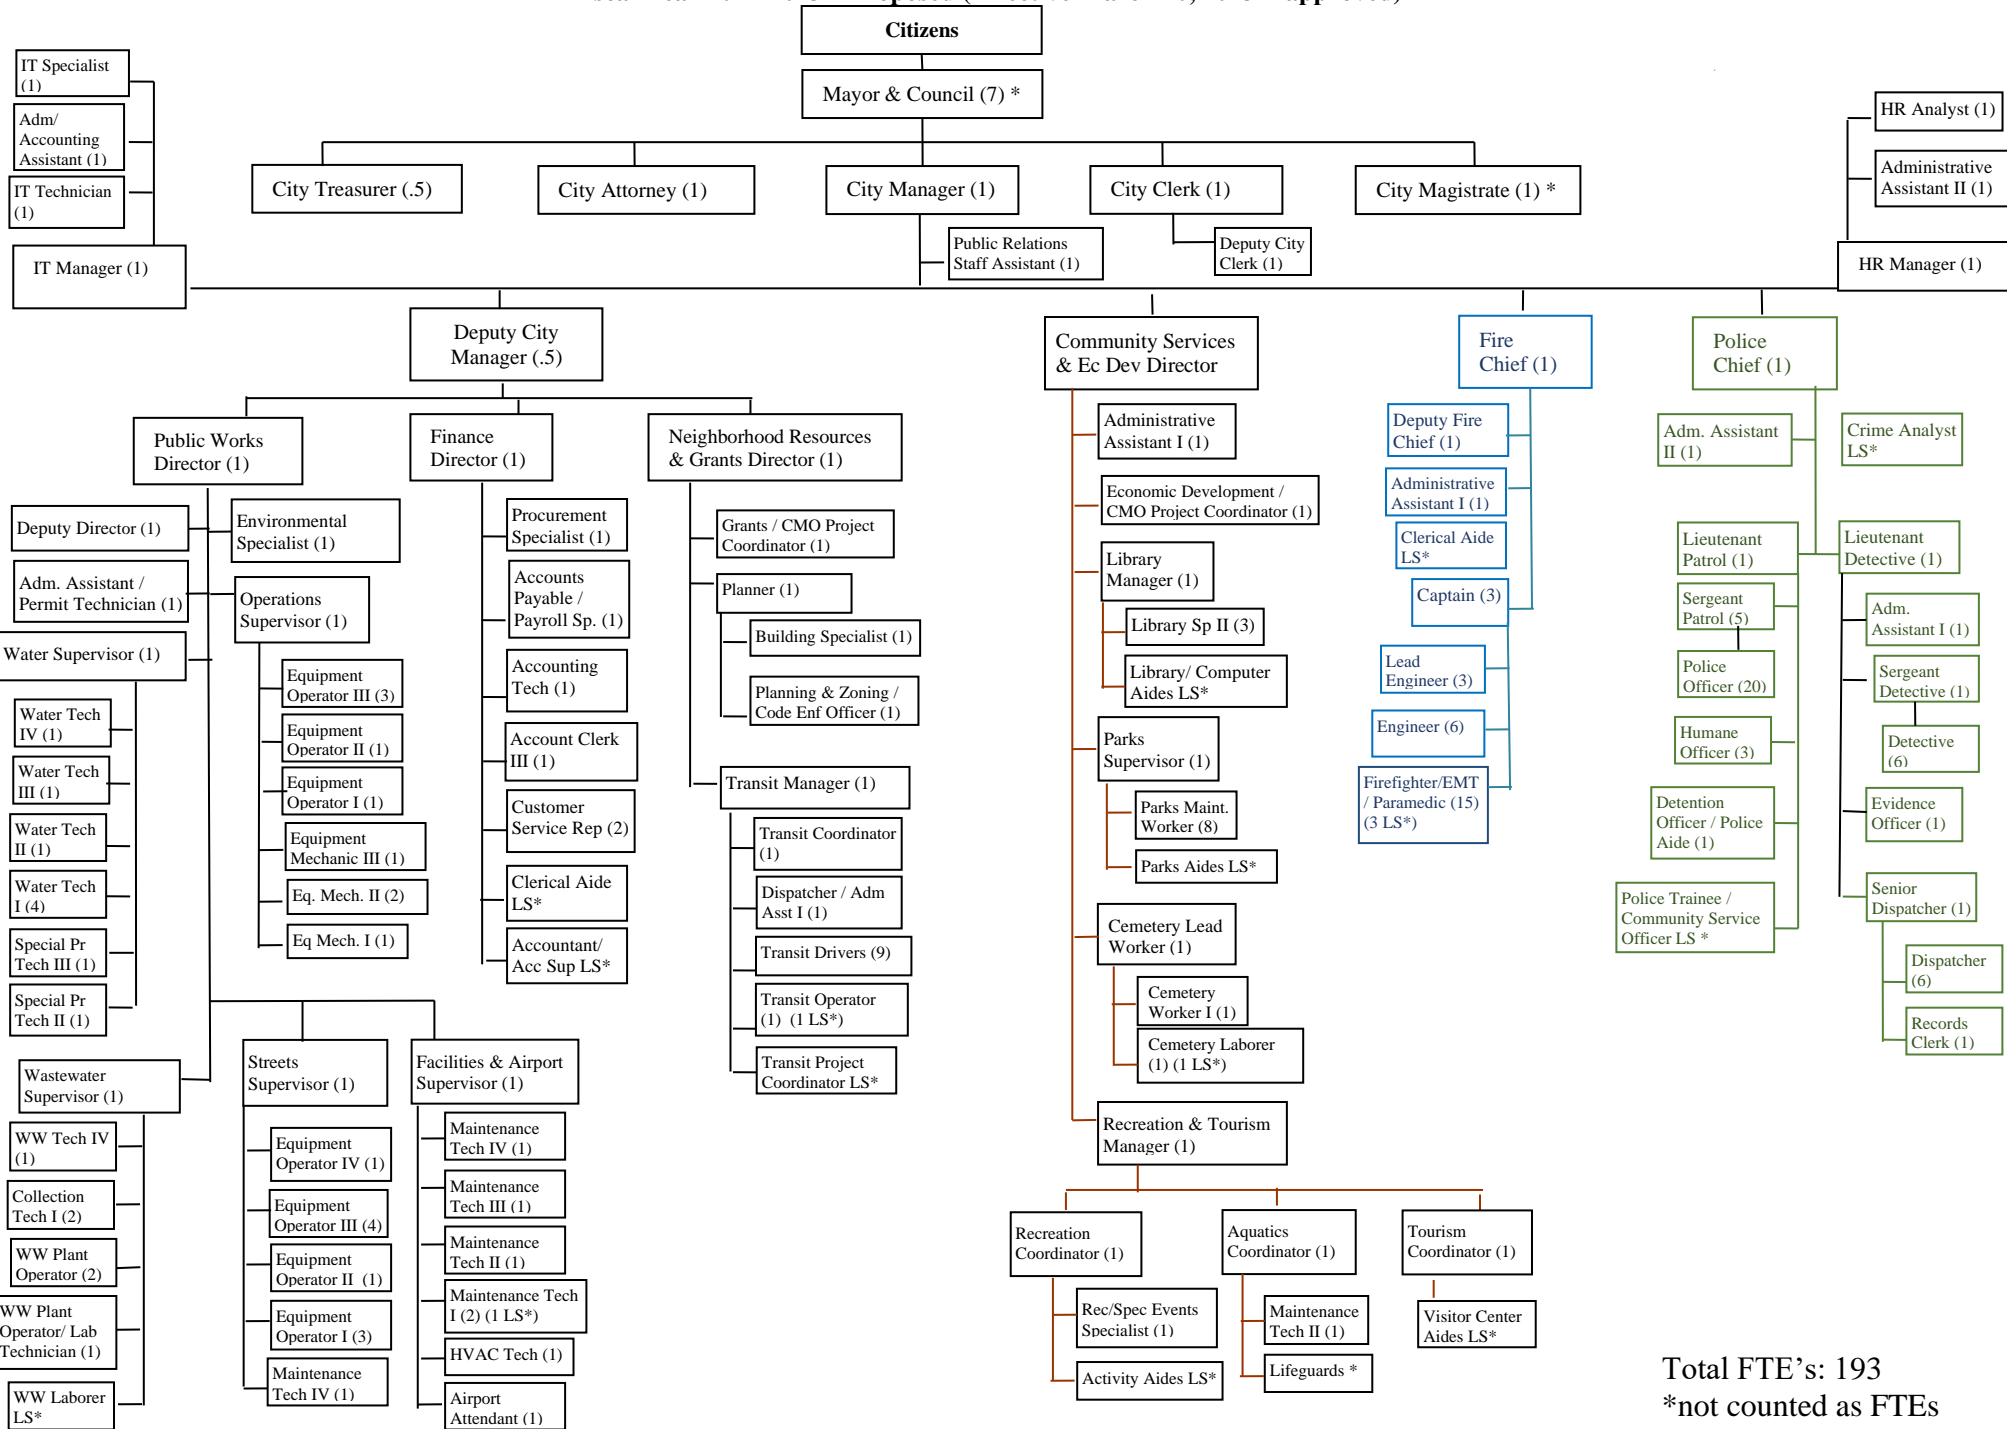 Citizens
Mayor & Council (7) *
IT Specialist
(1)
Adm/
Accounting
Assistant (1)
IT Technician
(1)
IT Manager (1)
HR Analyst (1)
Administrative
Assistant II (1)
HR Manager (1)
City Treasurer (.5)
City Attorney (1)
City Manager (1)
City Clerk (1)
City Magistrate (1) *
Public Relations
Staff Assistant (1)
Deputy City
Clerk (1)
Deputy City
Manager (.5)
Community Services
& Ec Dev Director
Fire
Chief (1)
Police
Chief (1)
Public Works
Director (1)
Finance
Director (1)
Neighborhood Resources
& Grants Director (1)
Deputy Director (1)
Environmental
Specialist (1)
Adm. Assistant /
Permit Technician (1)
Operations
Supervisor (1)
Water Supervisor (1)
Water Tech
IV (1)
Water Tech
III (1)
Water Tech
II (1)
Water Tech
I (4)
Special Pr
Tech III (1)
Special Pr
Tech II (1)
Equipment
Operator III (3)
Equipment
Operator II (1)
Equipment
Operator I (1)
Equipment
Mechanic III (1)
Eq. Mech. II (2)
Eq Mech. I (1)
Wastewater
Supervisor (1)
WW Tech IV
(1)
Collection
Tech I (2)
WW Plant
Operator (2)
WW Plant
Operator/ Lab
Technician (1)
WW Laborer
LS*
Streets
Supervisor (1)
Equipment
Operator IV (1)
Equipment
Operator III (4)
Equipment
Operator II (1)
Equipment
Operator I (3)
Maintenance
Tech IV (1)
Facilities & Airport
Supervisor (1)
Maintenance
Tech IV (1)
Maintenance
Tech III (1)
Maintenance
Tech II (1)
Maintenance Tech
I (2) (1 LS*)
HVAC Tech (1)
Airport
Attendant (1)
Procurement
Specialist (1)
Accounts
Payable /
Payroll Sp. (1)
Accounting
Tech (1)
Account Clerk
III (1)
Customer
Service Rep (2)
Clerical Aide
LS*
Accountant/
Acc Sup LS*
Grants / CMO Project
Coordinator (1)
Planner (1)
Building Specialist (1)
Planning & Zoning /
Code Enf Officer (1)
Transit Manager (1)
Transit Coordinator
(1)
Dispatcher / Adm
Asst I (1)
Transit Drivers (9)
Transit Operator
(1) (1 LS*)
Transit Project
Coordinator LS*
Administrative
Assistant I (1)
Economic Development /
CMO Project Coordinator (1)
Library
Manager (1)
Library Sp II (3)
Library/ Computer
Aides LS*
Parks
Supervisor (1)
Parks Maint.
Worker (8)
Parks Aides LS*
Cemetery Lead
Worker (1)
Cemetery
Worker I (1)
Cemetery Laborer
(1) (1 LS*)
Recreation & Tourism
Manager (1)
Recreation
Coordinator (1)
Rec/Spec Events
Specialist (1)
Activity Aides LS*
Aquatics
Coordinator (1)
Maintenance
Tech II (1)
Lifeguards *
Tourism
Coordinator (1)
Visitor Center
Aides LS*
Deputy Fire
Chief (1)
Administrative
Assistant I (1)
Clerical Aide
LS*
Captain (3)
Lead
Engineer (3)
Engineer (6)
Firefighter/EMT
/ Paramedic (15)
(3 LS*)
Adm. Assistant
II (1)
Crime Analyst
LS*
Lieutenant
Patrol (1)
Sergeant
Patrol (5)
Police
Officer (20)
Humane
Officer (3)
Detention
Officer / Police
Aide (1)
Police Trainee /
Community Service
Officer LS *
Lieutenant
Detective (1)
Adm.
Assistant I (1)
Sergeant
Detective (1)
Detective
(6)
Evidence
Officer (1)
Senior
Dispatcher (1)
Dispatcher
(6)
Records
Clerk (1)
Total FTE's: 193
*not counted as FTEs